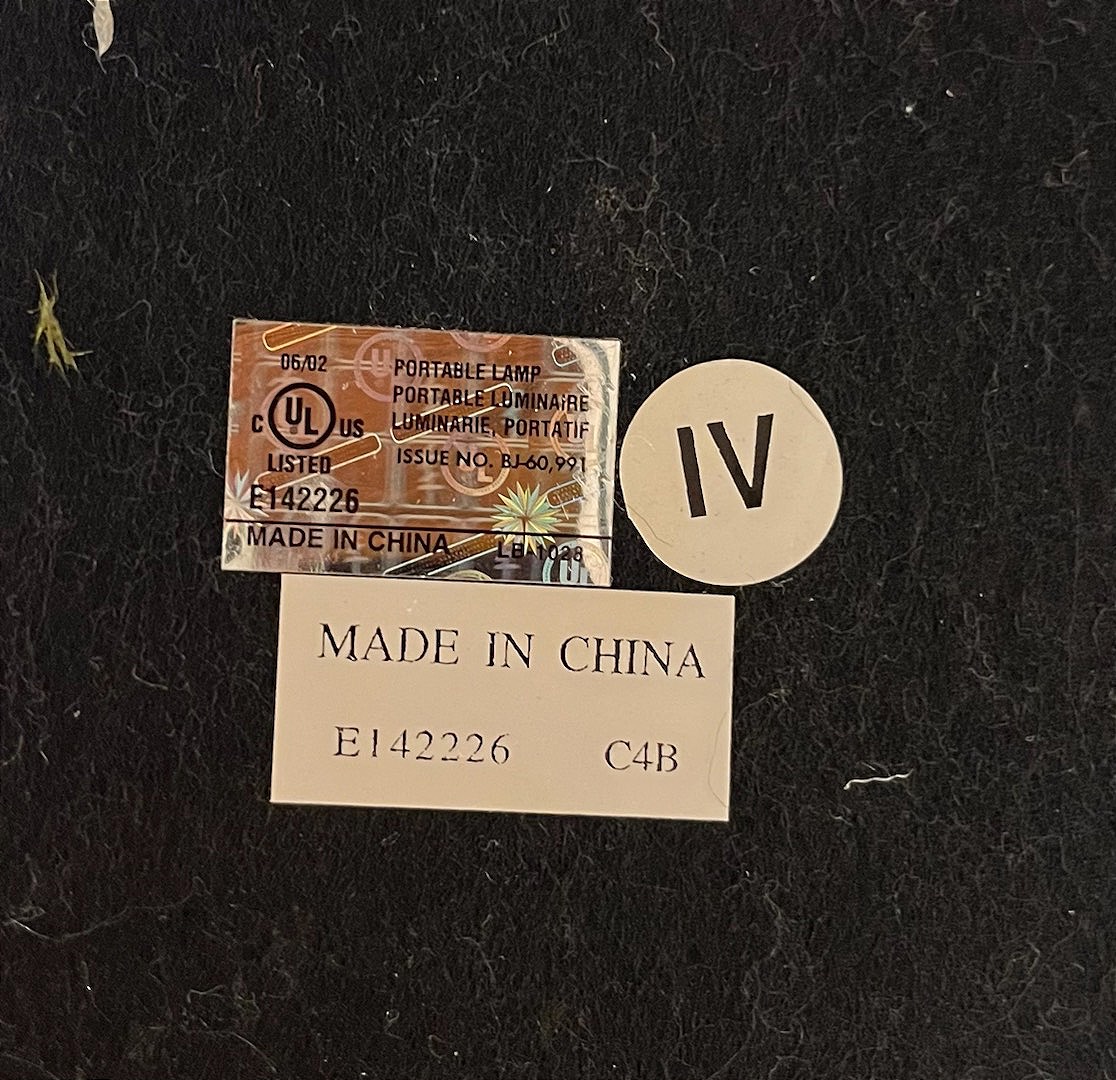 06/02
C UL US
LISTED
E142226
PORTABLE LAMP
PORTABLE LUMINAIRE
LUMINARIE, PORTATIF
ISSUE NO. BJ-60,991
MADE IN CHINA LB-1028
IV
MADE IN CHINA
E142226 C4B